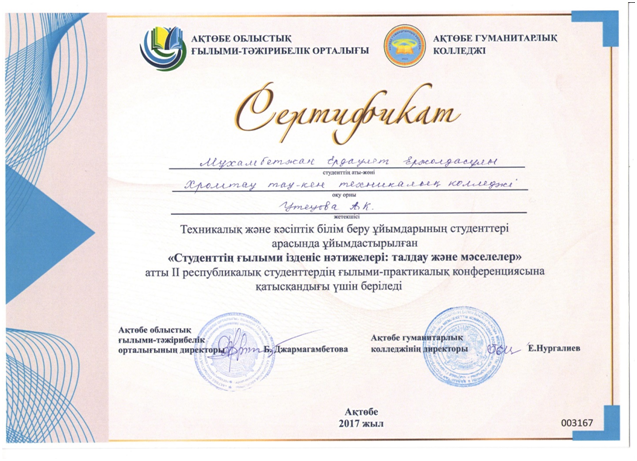 АҚТӨБЕ ОБЛЫСТЫҚ
ҒЫЛЫМИ-ТӘЖІРИБЕЛІК ОРТАЛЫҒЫ
АҚТӨБЕ ГУМАНИТАРЛЫҚ
КОЛЛЕДЖІ
Сертификат
Мұхамбетжан Ердаулет Ержолдасұлы
студенттің аты-жөні
Хромтау тау-кен техникалық колледжі
оқу орны
Утеуова А.К.
жетекшісі
Техникалық және кәсіптік білім беру ұйымдарының студенттері
арасында ұйымдастырылған
«Студенттің ғылыми ізденіс нәтижелері: талдау және мәселелер»
атты II республикалық студенттердің ғылыми-практикалық конференциясына
қатысқандығы үшін беріледі
Ақтөбе облыстық
ғылыми-тәжірибелік
орталығының директоры Б. Джармагамбетова
Ақтөбе гуманитарлық
колледжінің директоры Е.Нургалиев
Ақтөбе
2017 жыл
003167